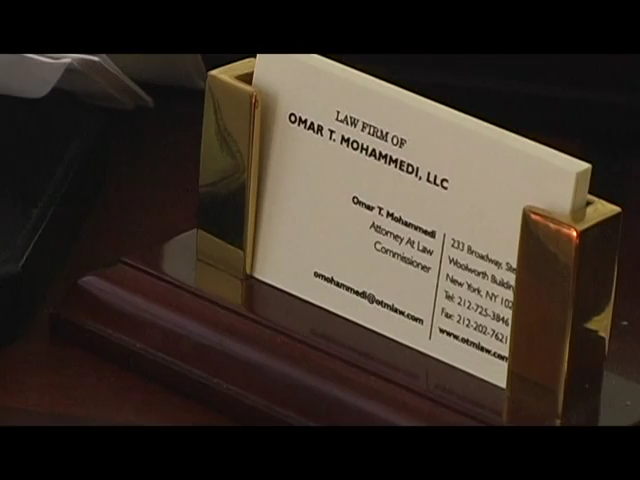 LAW FIRM OF
OMAR T. MOHAMMEDI, LLC
Omar T. Mohammedi
Attorney At Law
Commissioner
omohammedi@otmlaw.com
233 Broadway, Ste
Woolworth Buildin
New York, NY 102
Tel: 212-725-3846
Fax: 212-202-7621
www.otmlaw.com